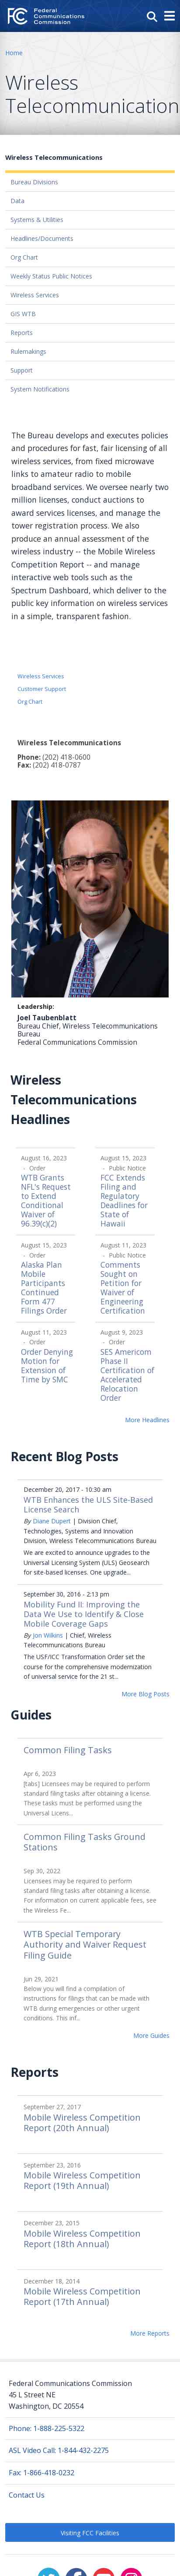 FCC Federal
Communications
Commission
Home
Wireless
Telecommunications
Wireless Telecommunications
Bureau Divisions
Data
Systems & Utilities
Headlines/Documents
Org Chart
Weekly Status Public Notices
Wireless Services
GIS WTB
Reports
Rulemakings
Support
System Notifications
The Bureau develops and executes policies
and procedures for fast, fair licensing of all
wireless services, from fixed microwave
links to amateur radio to mobile
broadband services. We oversee nearly two
million licenses, conduct auctions to
award services licenses, and manage the
tower registration process. We also
produce an annual assessment of the
wireless industry -- the Mobile Wireless
Competition Report -- and manage
interactive web tools such as the
Spectrum Dashboard, which deliver to the
public key information on wireless services
in a simple, transparent way.
Wireless Services
Customer Support
Org Chart
Wireless Telecommunications
Phone: (202) 418-0600
Fax: (202) 418-0787
Leadership:
Joel Taubenblatt
Bureau Chief, Wireless Telecommunications
Bureau
Federal Communications Commission
Wireless
Telecommunications
Headlines
August 16, 2023
- Order
WTB Grants
NFL's Request
to Extend
Conditional
Waiver of
96.39(c)(2)
August 15, 2023
- Public Notice
FCC Extends
Filing and
Regulatory
Deadlines for
State of
Hawaii
August 15, 2023
- Order
Alaska Plan
Mobile
Participants
Continued
Form 477
Filings Order
August 11, 2023
- Public Notice
Comments
Sought on
Petition for
Waiver of
Engineering
Certification
August 11, 2023
- Order
Order Denying
Motion for
Extension of
Time by SMC
August 9, 2023
- Order
SES Americom
Phase II
Certification of
Accelerated
Relocation
Order
More Headlines
Recent Blog Posts
December 20, 2017 - 10:30 am
WTB Enhances the ULS Site-Based
License Search
By Diane Dupert | Division Chief,
Technologies, Systems and Innovation
Division, Wireless Telecommunications Bureau
We are excited to announce upgrades to the
Universal Licensing System (ULS) Geosearch
for site-based licenses. One upgrade...
September 30, 2016 - 2:13 pm
Mobility Fund II: Improving the
Data We Use to Identify & Close
Mobile Coverage Gaps
By Jon Wilkins | Chief, Wireless
Telecommunications Bureau
The USF/ICC Transformation Order set the
course for the comprehensive modernization
of universal service for the 21 st...
More Blog Posts
Guides
Common Filing Tasks
Apr 6, 2023
[tabs] Licensees may be required to perform
standard filing tasks after obtaining a license.
These tasks must be performed using the
Universal Licens...
Common Filing Tasks Ground
Stations
Sep 30, 2022
Licensees may be required to perform
standard filing tasks after obtaining a license.
For information on current application fees, see
the Wireless Fe...
WTB Special Temporary
Authority and Waiver Request
Filing Guide
Jun 29, 2021
Below you will find a compilation of
instructions for filings that can be made with
WTB during emergencies or other urgent
conditions. This inf...
More Guides
Reports
September 27, 2017
Mobile Wireless Competition
Report (20th Annual)
September 23, 2016
Mobile Wireless Competition
Report (19th Annual)
December 23, 2015
Mobile Wireless Competition
Report (18th Annual)
December 18, 2014
Mobile Wireless Competition
Report (17th Annual)
More Reports
Federal Communications Commission
45 L Street NE
Washington, DC 20554
Phone: 1-888-225-5322
ASL Video Call: 1-844-432-2275
Fax: 1-866-418-0232
Contact Us
Visiting FCC Facilities